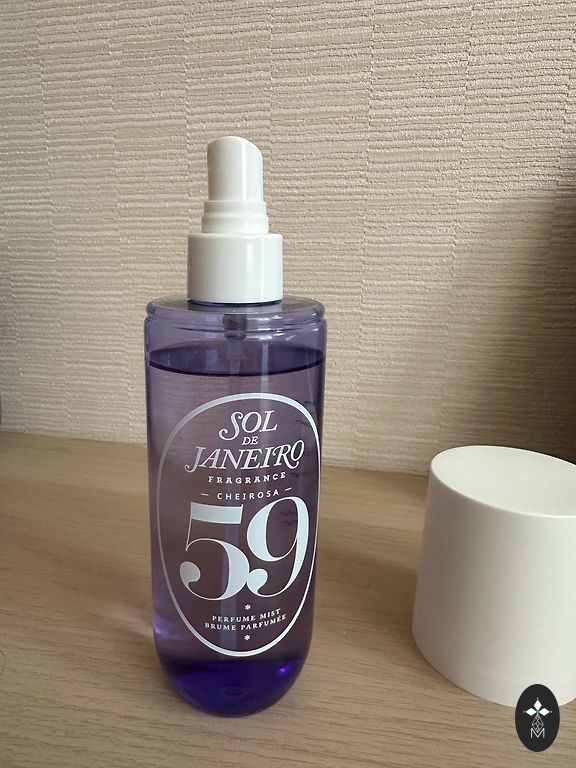 SOL
DE
JANEIRO
FRAGRANCE
— CHEIROSA —
59
*
PERFUME MIST
BRUME PARFUMÉE
*
M